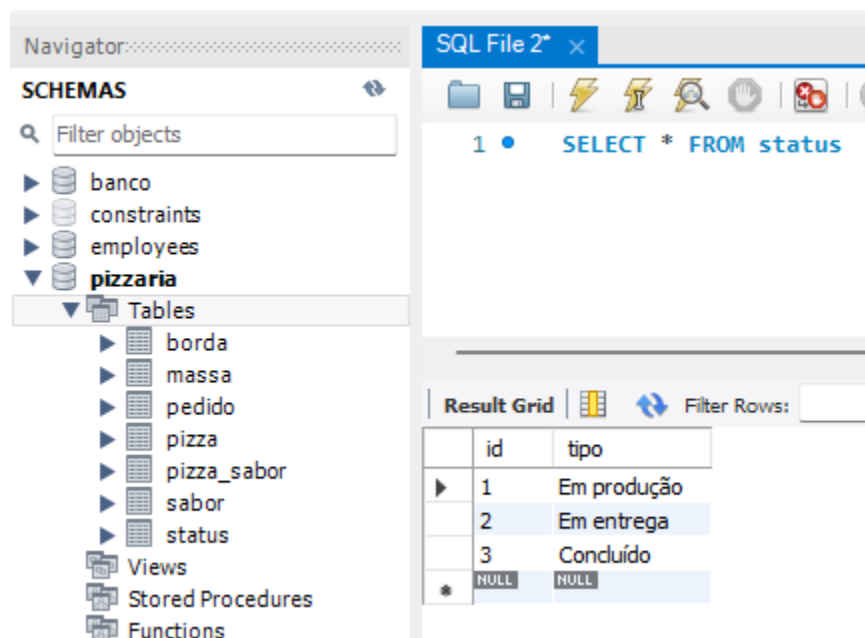 Navigator
SQL File 2*
SCHEMAS
Filter objects
1
SELECT * FROM status
banco
constraints
employees
pizzaria
Tables
borda
massa
pedido
pizza
pizza_sabor
sabor
status
Views
Stored Procedures
Functions
Result Grid
Filter Rows:
id tipo
1 Em produção
2 Em entrega
3 Concluído
NULL NULL